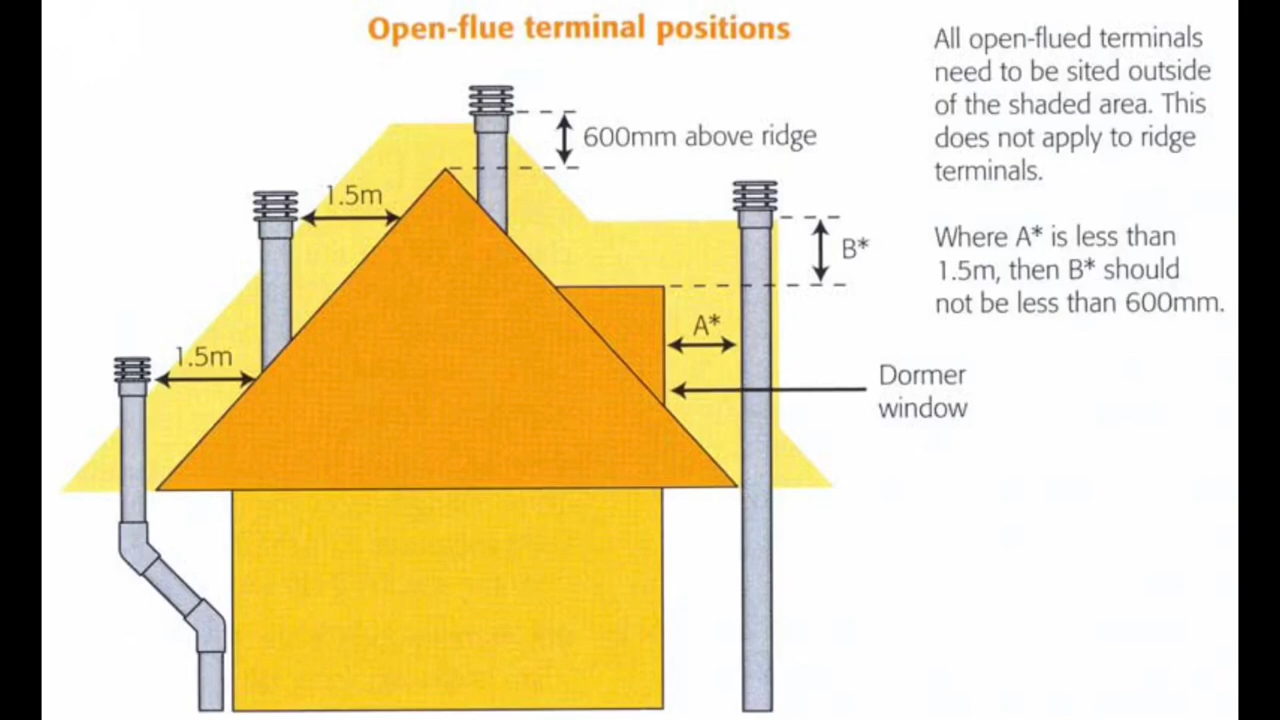 Open-flue terminal positions
All open-flued terminals
need to be sited outside
of the shaded area. This
does not apply to ridge
terminals.
Where A* is less than
1.5m, then B* should
not be less than 600mm.
600mm above ridge
1.5m
B*
A*
1.5m
Dormer
window